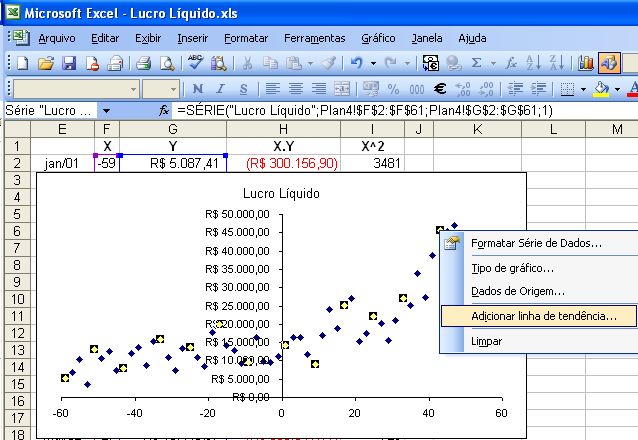 Microsoft Excel - Lucro Líquido.xls
Arquivo Editar Exibir Inserir Formatar Ferramentas Gráfico Janela Ajuda
N I S
Série "Lucro ... fx =SÉRIE("Lucro Líquido";Plan4!$F$2:$F$61;Plan4!$G$2:$G$61;1)
E F G H I J K L M
1 X Y X.Y X^2
2 jan/01 -59 R$ 5.087,41 (R$ 300.156,90) 3481
3
4
5
6
7
8
9
10
11
12
13
14
15
16
17
18
Lucro Líquido
R$ 50.000,00
R$ 45.000,00
R$ 40.000,00
R$ 35.000,00
R$ 30.000,00
R$ 25.000,00
R$ 20.000,00
R$ 15.000,00
R$ 10.000,00
R$ 5.000,00
R$ 0,00
-60 -40 -20 0 20 40 60
Formatar Série de Dados...
Tipo de gráfico...
Dados de Origem...
Adicionar linha de tendência...
Limpar